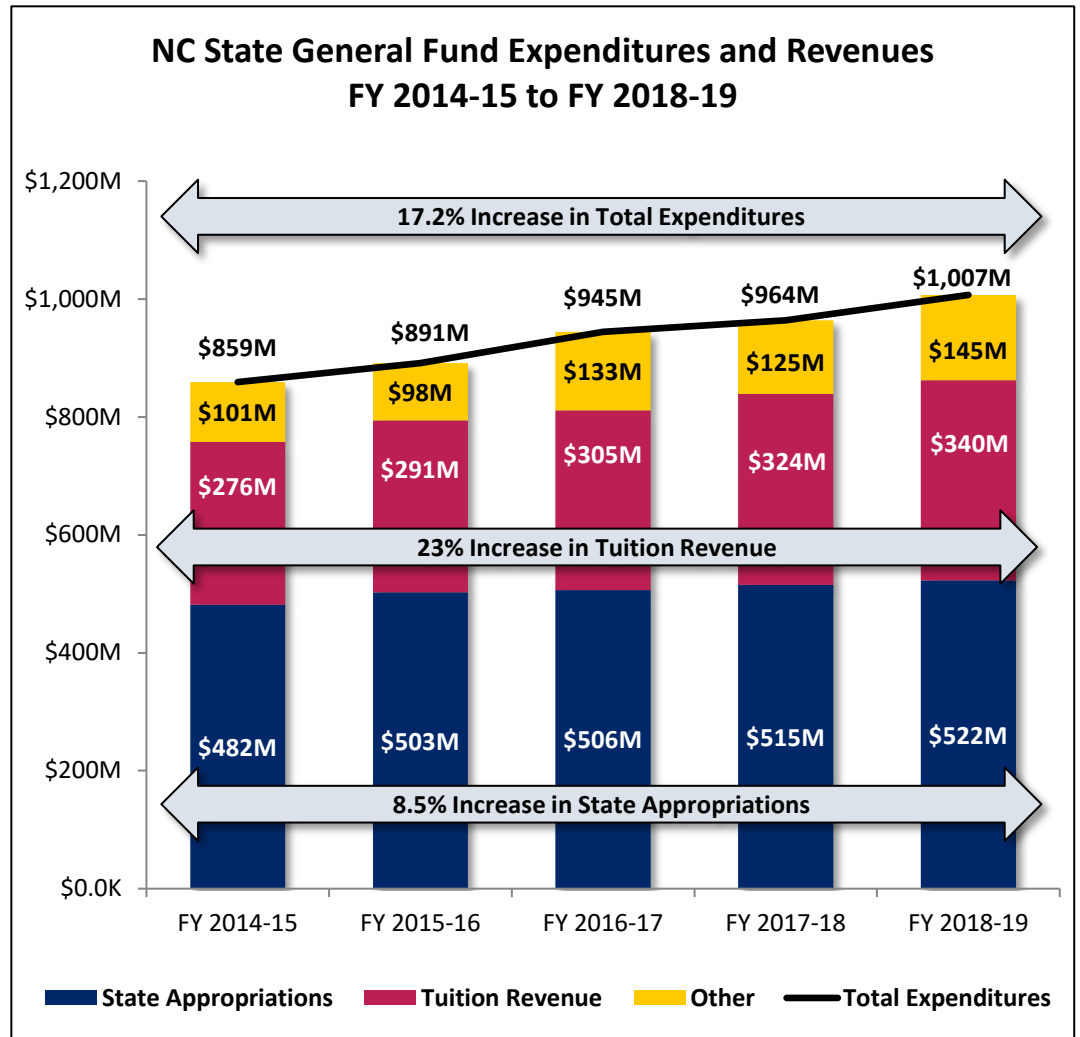 NC State General Fund Expenditures and Revenues
FY 2014-15 to FY 2018-19
$1,200M
17.2% Increase in Total Expenditures
$1,000M
$859M
$891M
$945M
$964M
$1,007M
$101M
$98M
$133M
$125M
$145M
$800M
$276M
$291M
$305M
$324M
$340M
$600M
23% Increase in Tuition Revenue
$400M
$482M
$503M
$506M
$515M
$522M
$200M
8.5% Increase in State Appropriations
$0.0K
FY 2014-15
FY 2015-16
FY 2016-17
FY 2017-18
FY 2018-19
State Appropriations
Tuition Revenue
Other
Total Expenditures